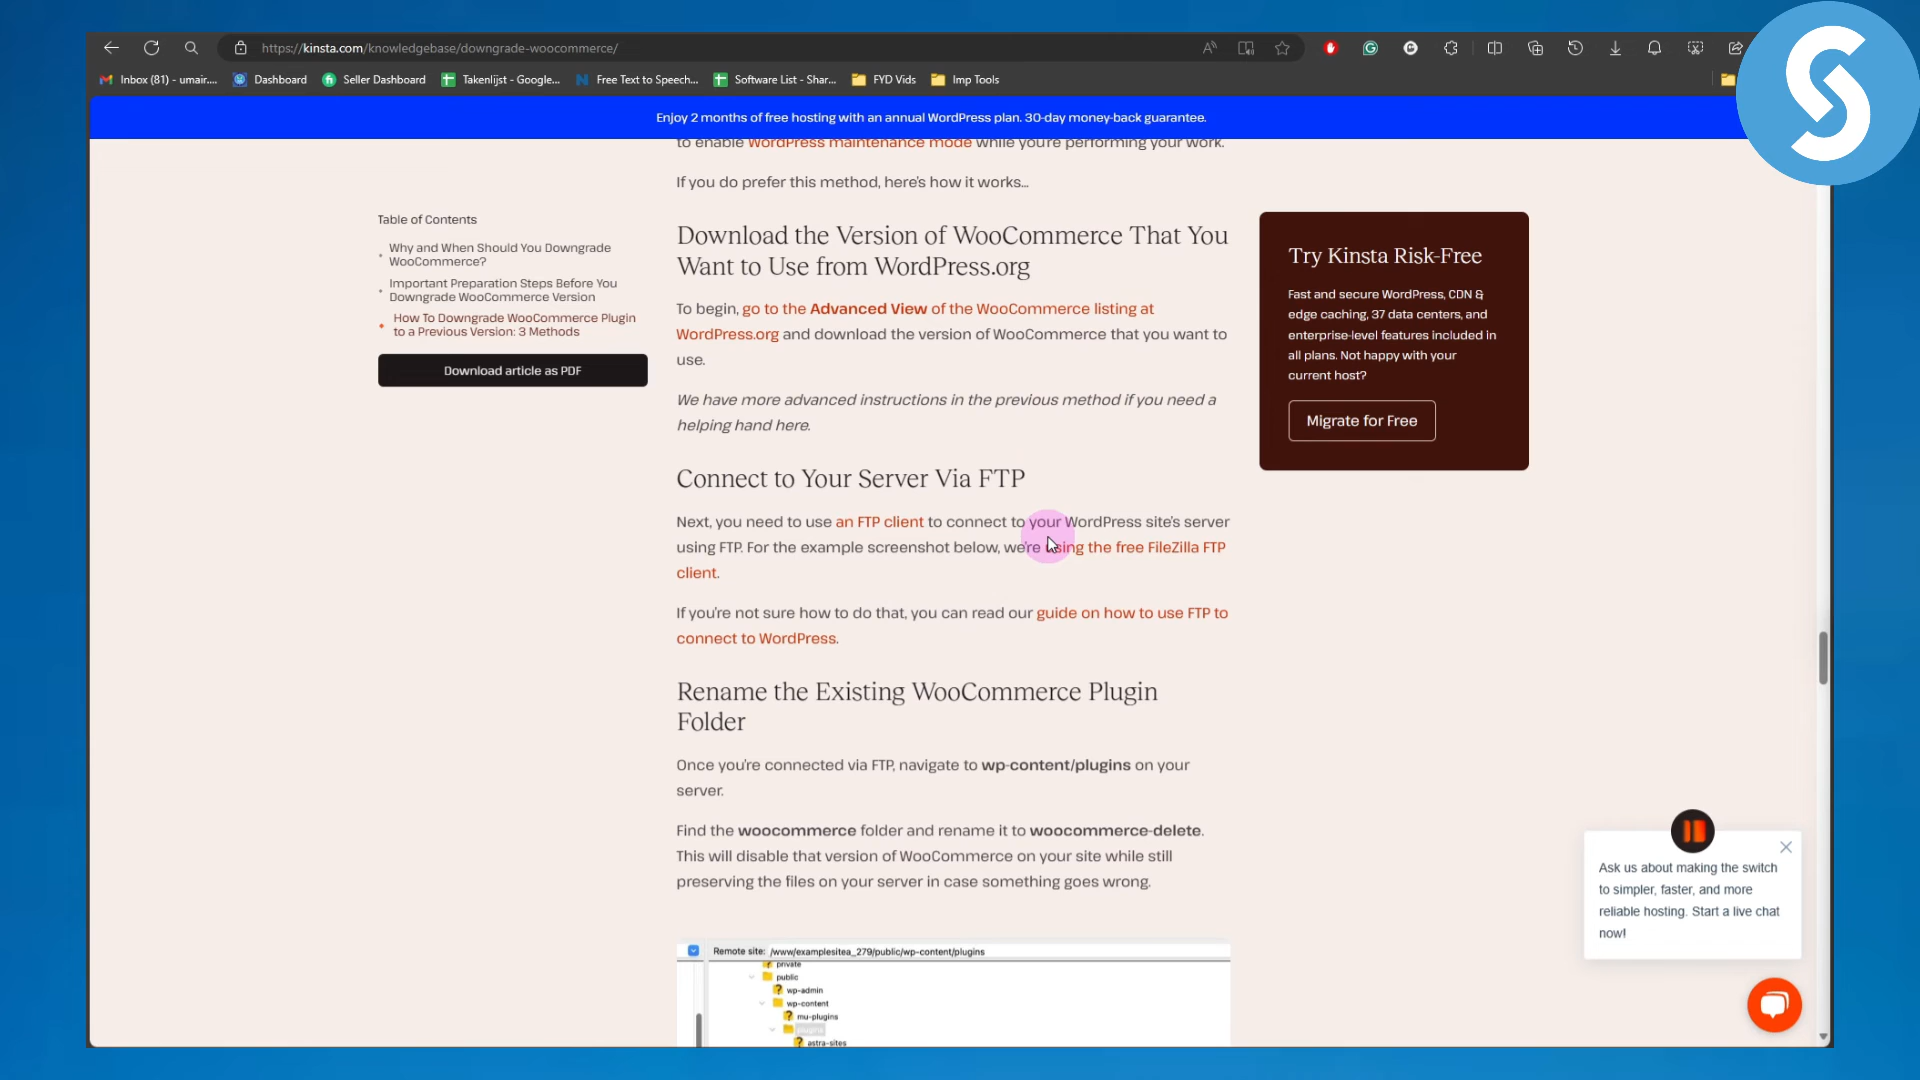 https://kinsta.com/knowledgebase/downgrade-woocommerce/
Inbox (81) - umair....
Dashboard
Seller Dashboard
Takenlijst - Google...
Free Text to Speech...
Software List - Shar...
FYD Vids
Imp Tools
Enjoy 2 months of free hosting with an annual WordPress plan. 30-day money-back guarantee.
to enable WordPress maintenance mode while you're performing your work.
If you do prefer this method, here's how it works...
Table of Contents
Why and When Should You Downgrade
WooCommerce?
Important Preparation Steps Before You
Downgrade WooCommerce Version
How To Downgrade WooCommerce Plugin
to a Previous Version: 3 Methods
Download article as PDF
Download the Version of WooCommerce That You
Want to Use from WordPress.org
To begin, go to the Advanced View of the WooCommerce listing at
WordPress.org and download the version of WooCommerce that you want to
use.
We have more advanced instructions in the previous method if you need a
helping hand here.
Connect to Your Server Via FTP
Next, you need to use an FTP client to connect to your WordPress site's server
using FTP. For the example screenshot below, we're using the free FileZilla FTP
client.
If you're not sure how to do that, you can read our guide on how to use FTP to
connect to WordPress.
Rename the Existing WooCommerce Plugin
Folder
Once you're connected via FTP, navigate to wp-content/plugins on your
server.
Find the woocommerce folder and rename it to woocommerce-delete.
This will disable that version of WooCommerce on your site while still
preserving the files on your server in case something goes wrong.
Remote site: /www/examplesitea_279/public/wp-content/plugins
private
public
wp-admin
wp-content
mu-plugins
plugins
astra-sites
Try Kinsta Risk-Free
Fast and secure WordPress, CDN &
edge caching, 37 data centers, and
enterprise-level features included in
all plans. Not happy with your
current host?
Migrate for Free
Ask us about making the switch
to simpler, faster, and more
reliable hosting. Start a live chat
now!